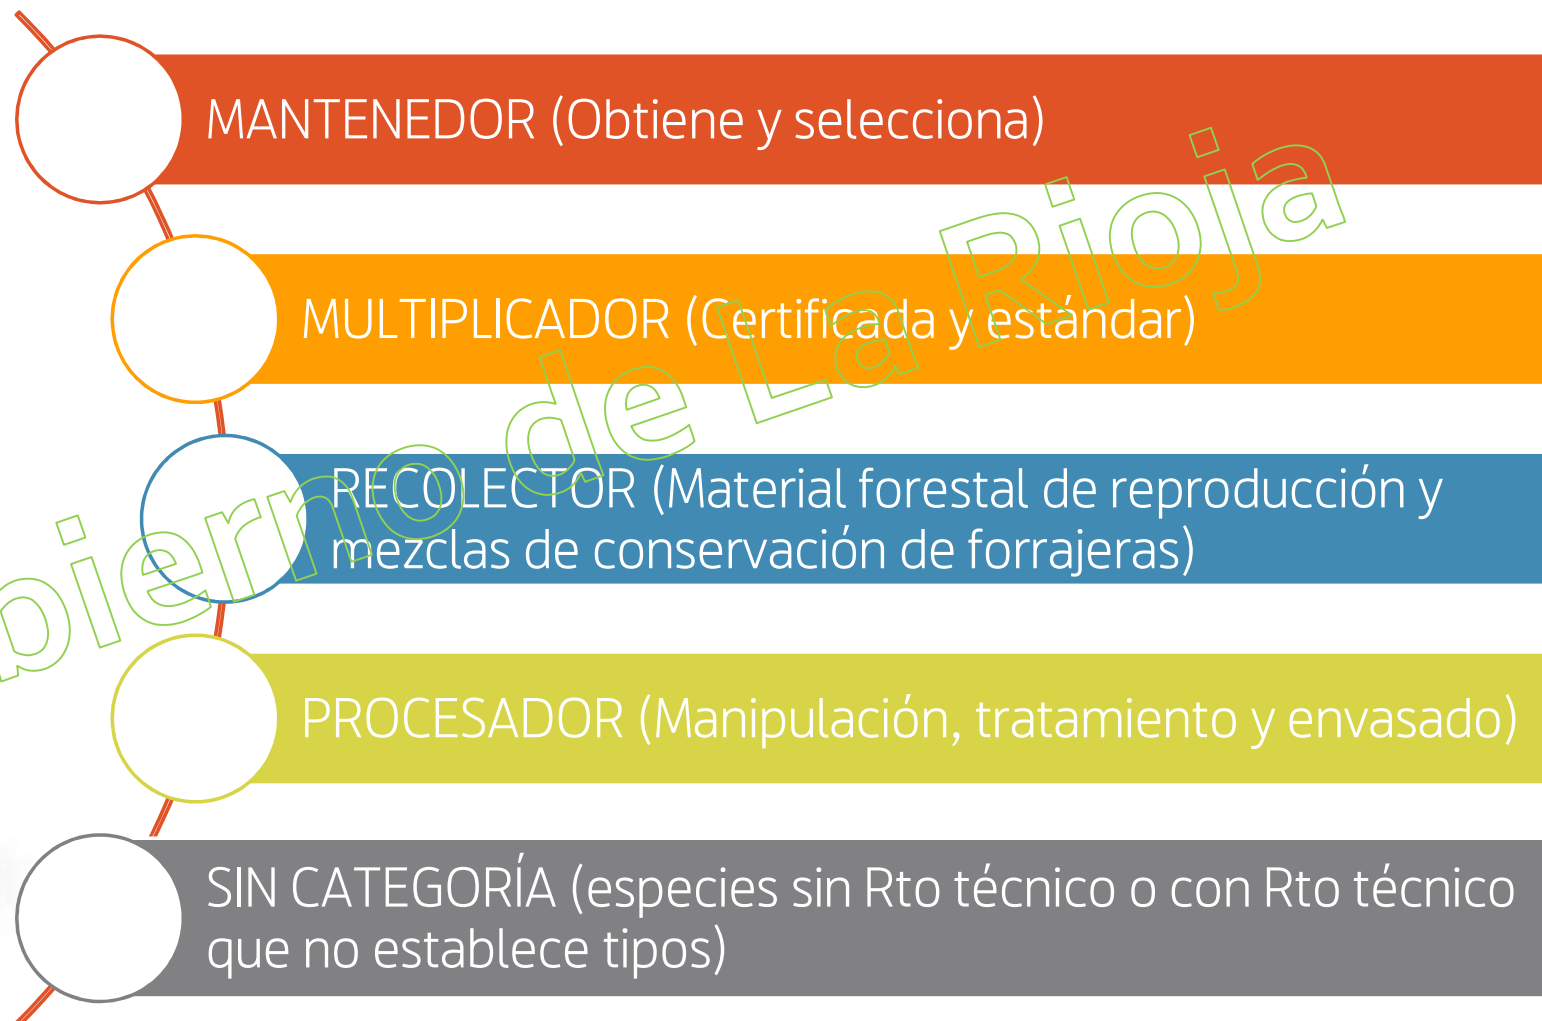 MANTENEDOR (Obtiene y selecciona)
MULTIPLICADOR (Certificada y estándar)
RECOLECTOR (Material forestal de reproducción y
mezclas de conservación de forrajeras)
PROCESADOR (Manipulación, tratamiento y envasado)
SIN CATEGORÍA (especies sin Rto técnico o con Rto técnico
que no establece tipos)
bierno de La Rioja